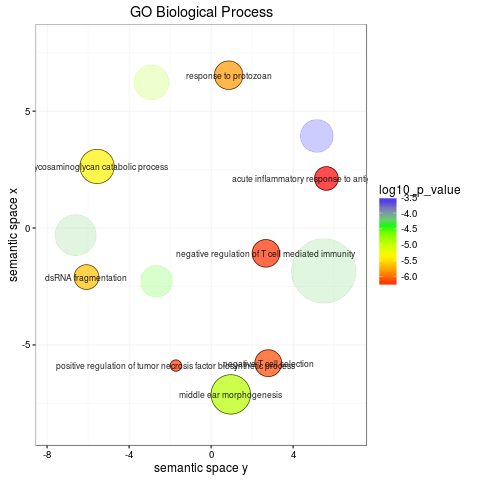 GO Biological Process
response to protozoan
5
ycosaminoglycan catabolic process
acute inflammatory response to anti
log10_p_value
-3.5
-4.0
-4.5
-5.0
-5.5
-6.0
semantic space x
0
negative regulation of T cell mediated immunity
dsRNA fragmentation
-5
positive regulation of tumor necrosis factor biosynthetic process
negative T cell selection
middle ear morphogenesis
-8 -4 0 4
semantic space y